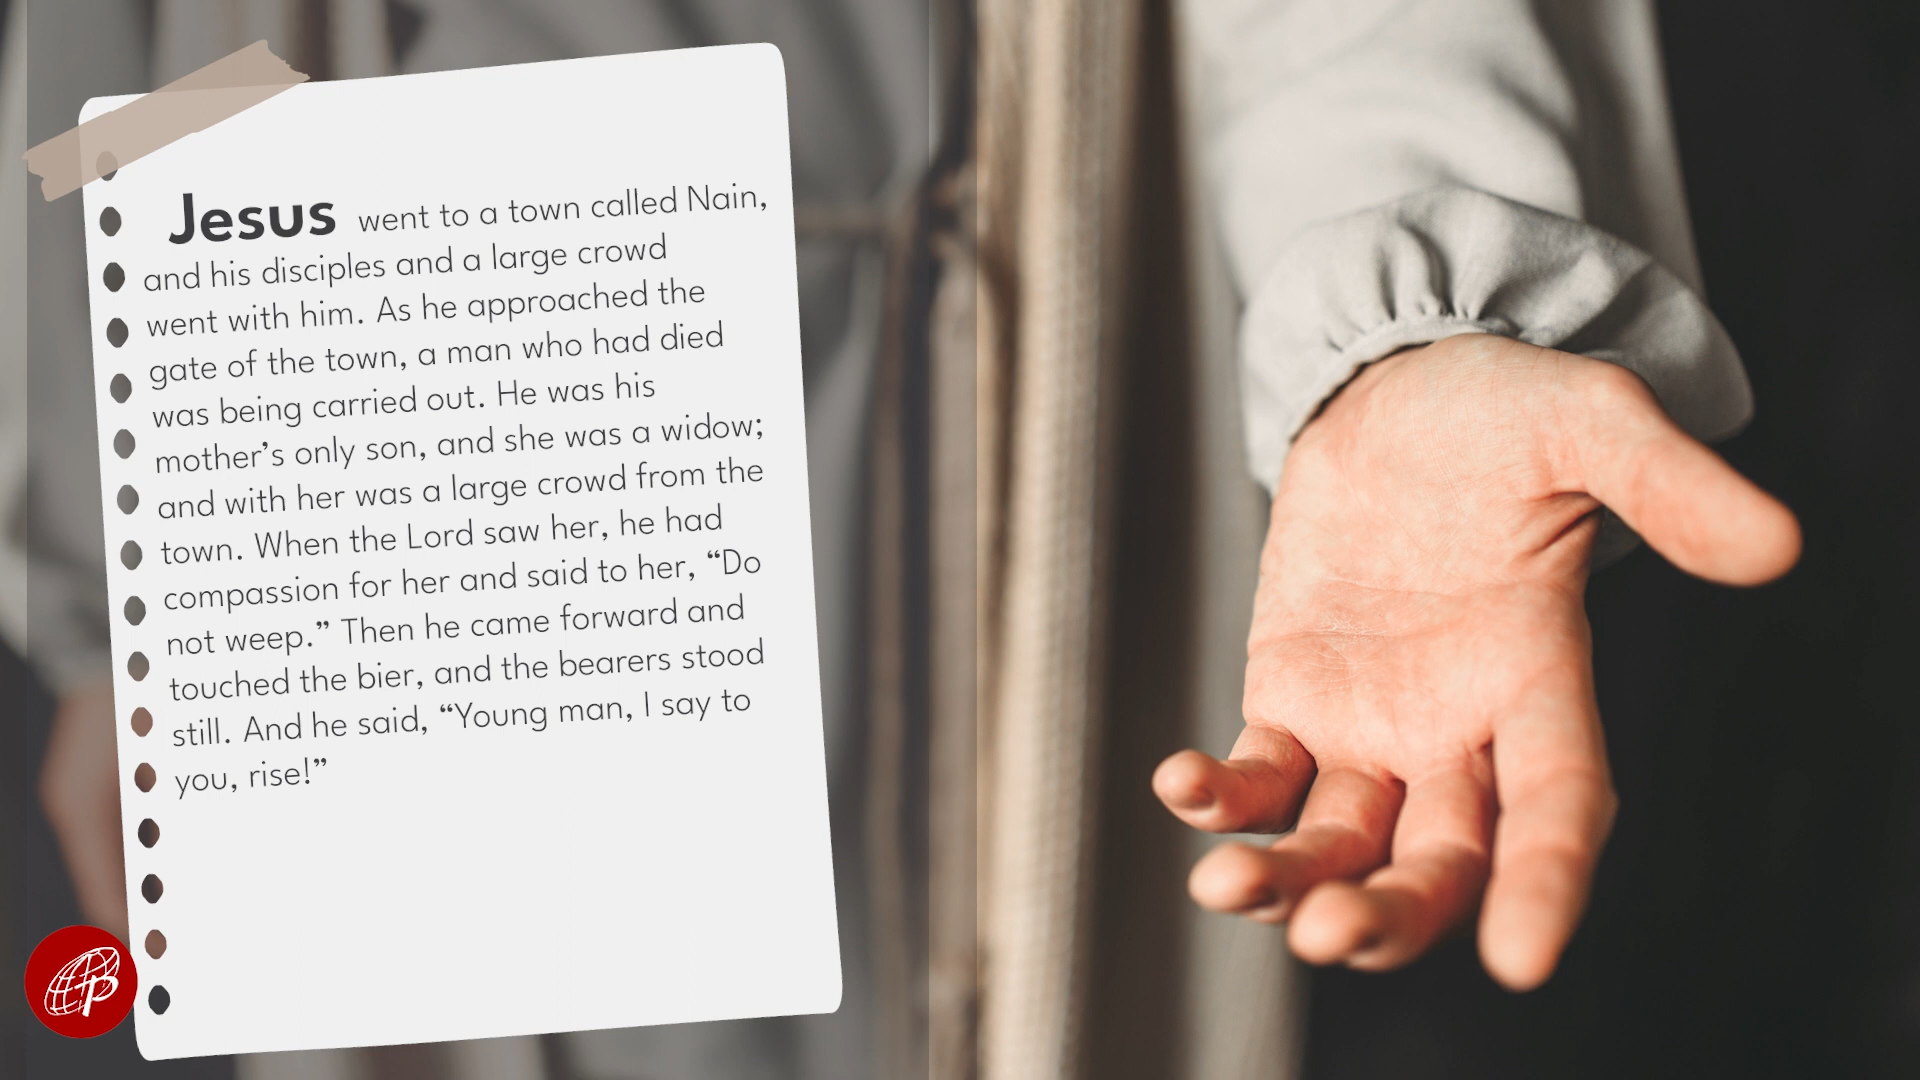 Jesus went to a town called Nain,
and his disciples and a large crowd
went with him. As he approached the
gate of the town, a man who had died
was being carried out. He was his
mother’s only son, and she was a widow;
and with her was a large crowd from the
town. When the Lord saw her, he had
compassion for her and said to her, “Do
not weep.” Then he came forward and
touched the bier, and the bearers stood
still. And he said, “Young man, I say to
you, rise!”
P